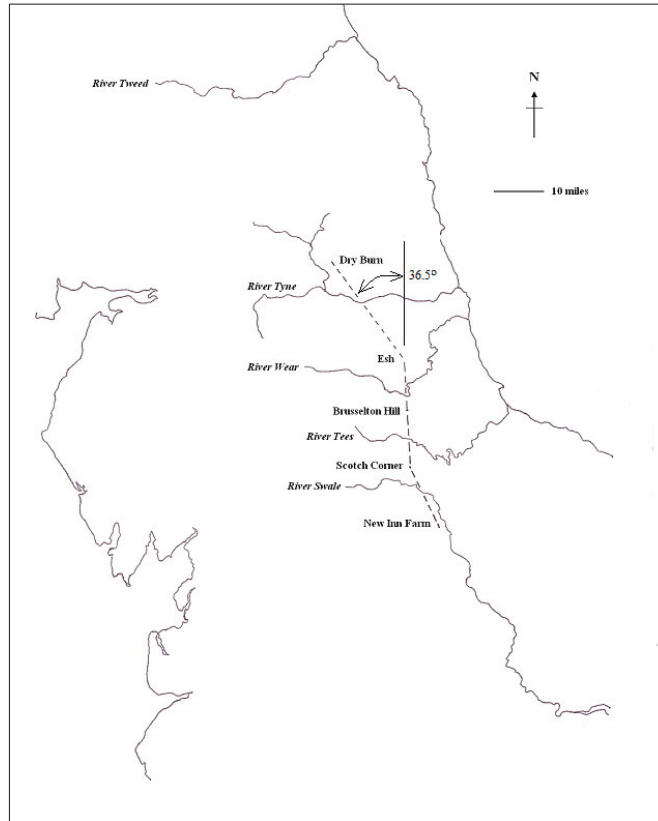 N
River Tweed
10 miles
Dry Burn
36.5º
River Tyne
Esh
River Wear
Brusselton Hill
River Tees
Scotch Corner
River Swale
New Inn Farm